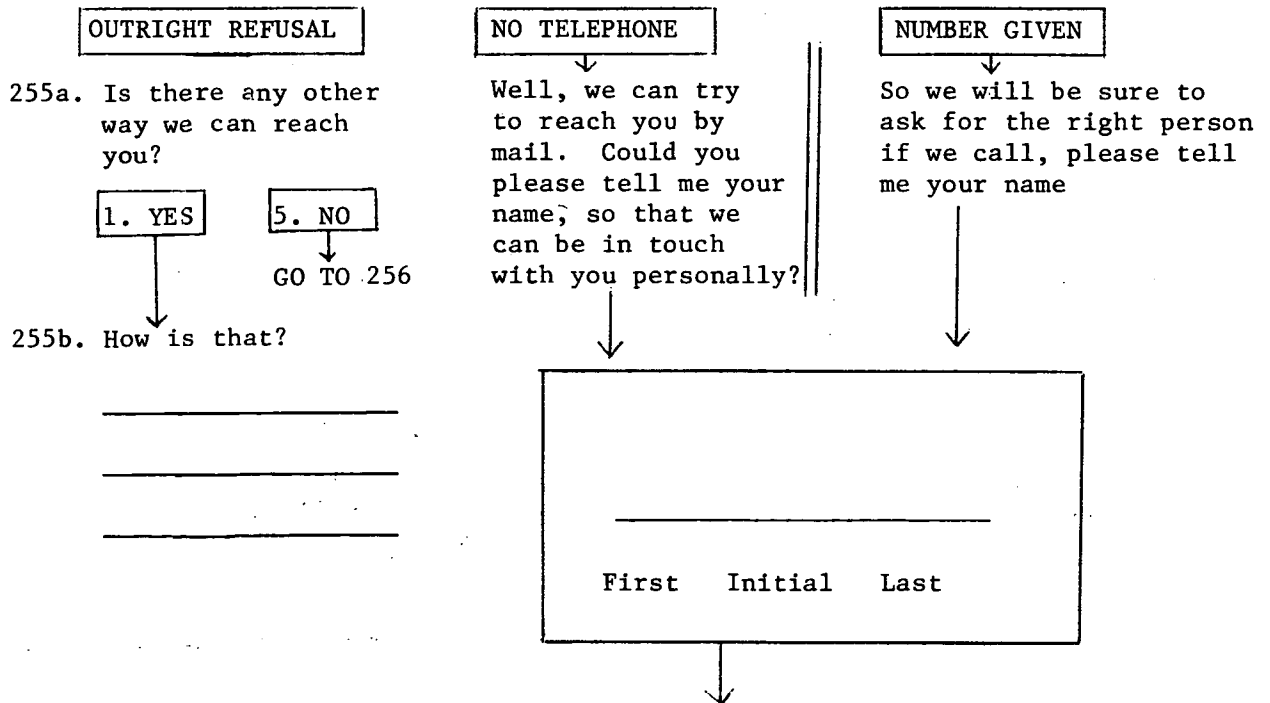 OUTRIGHT REFUSAL
255a. Is there any other
way we can reach
you?
1. YES
5. NO
GO TO 256
255b. How is that?
NO TELEPHONE
Well, we can try
to reach you by
mail. Could you
please tell me your
name, so that we
can be in touch
with you personally?
NUMBER GIVEN
So we will be sure to
ask for the right person
if we call, please tell
me your name
First Initial Last